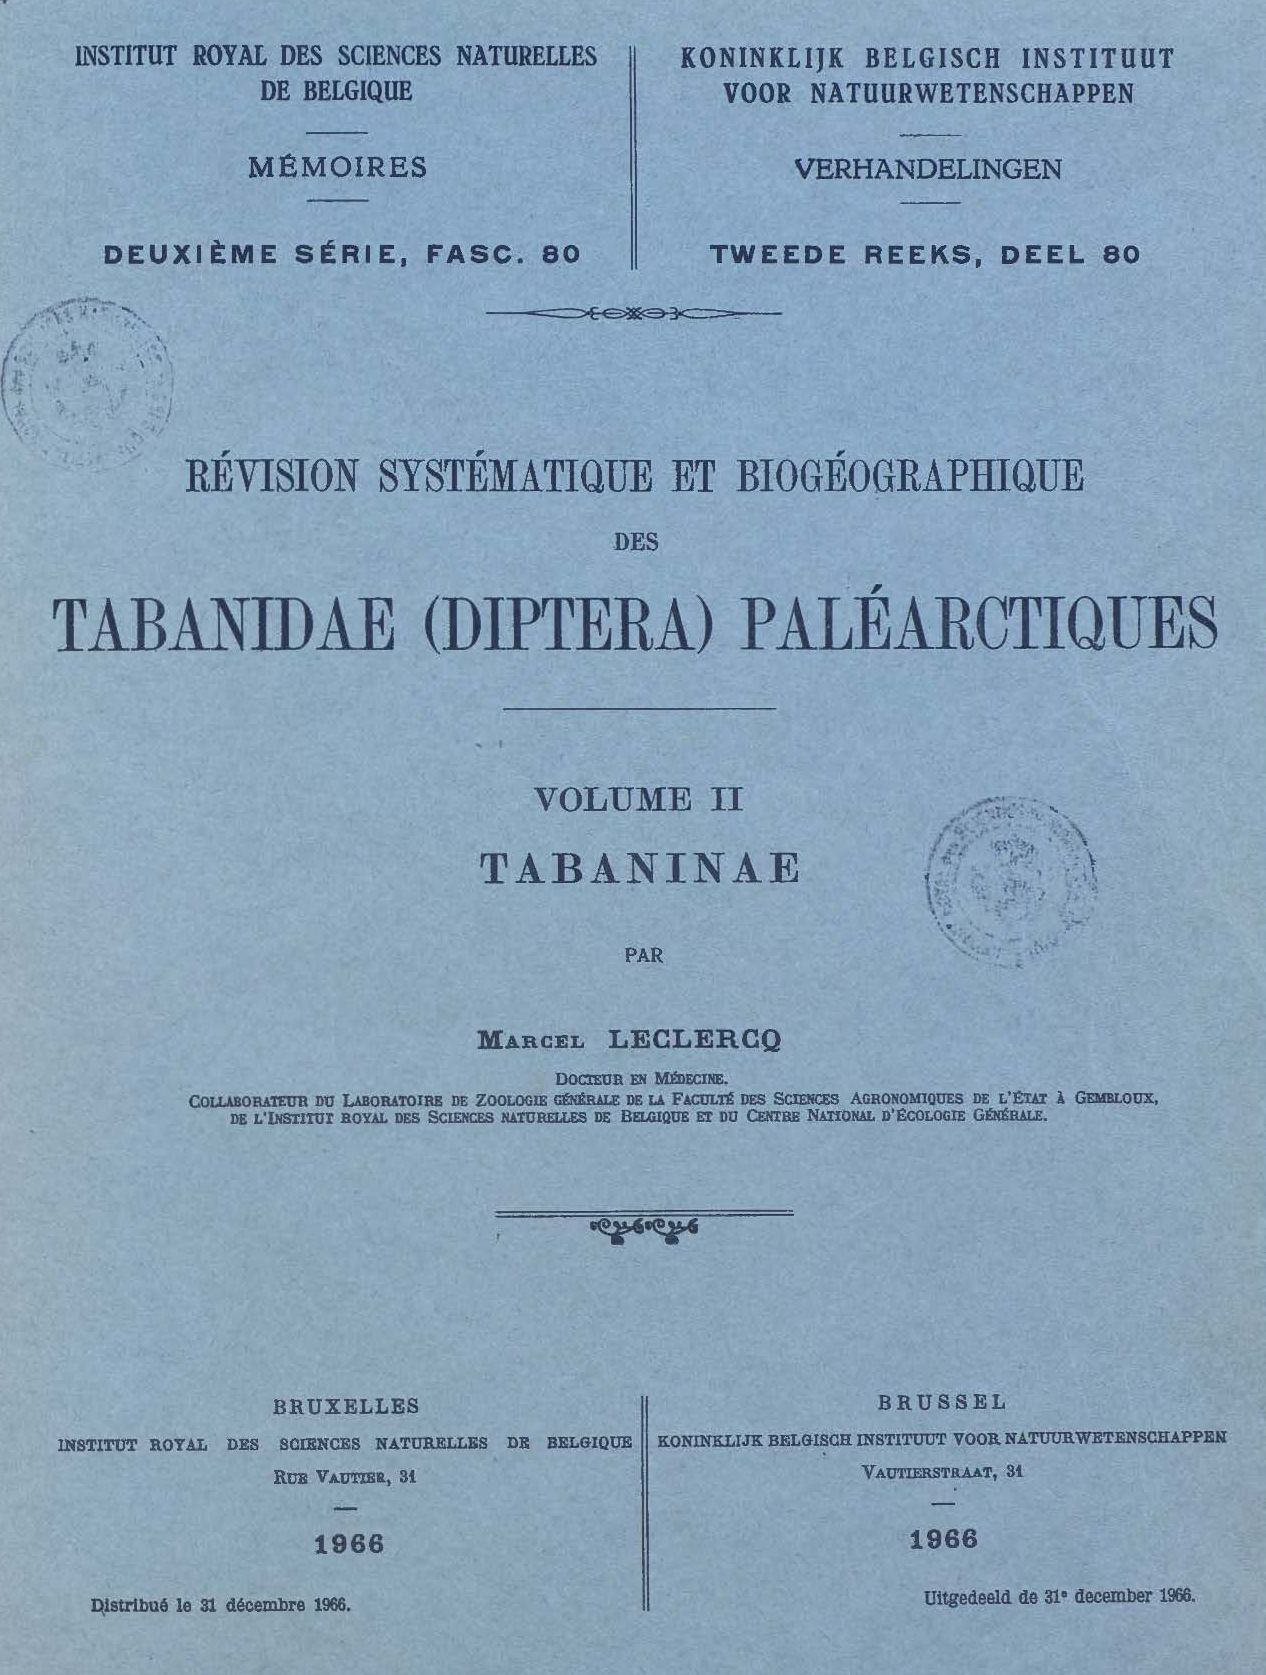 INSTITUT ROYAL DES SCIENCES NATURELLES
DE BELGIQUE
MÉMOIRES
DEUXIÈME SÉRIE, FASC. 80
KONINKLIJK BELGISCH INSTITUUT
VOOR NATUURWETENSCHAPPEN
VERHANDELINGEN
TWEEDE REEKS, DEEL 80
RÉVISION SYSTÉMATIQUE ET BIOGÉOGRAPHIQUE
DES
TABANIDAE (DIPTERA) PALÉARCTIQUES
VOLUME II
TABANINAE
PAR
MARCEL LECLERCQ
DOCTEUR EN MÉDECINE.
COLLABORATEUR DU LABORATOIRE DE ZOOLOGIE GÉNÉRALE DE LA FACULTÉ DES SCIENCES AGRONOMIQUES DE L'ÉTAT À GEMBLOUX,
DE L'INSTITUT ROYAL DES SCIENCES NATURELLES DE BELGIQUE ET DU CENTRE NATIONAL D'ÉCOLOGIE GÉNÉRALE.
BRUXELLES
INSTITUT ROYAL DES SCIENCES NATURELLES DE BELGIQUE
RUE VAUTIER, 31
1966
Distribué le 31 décembre 1966.
BRUSSEL
KONINKLIJK BELGISCH INSTITUUT VOOR NATUURWETENSCHAPPEN
VAUTIERSTRAAT, 31
1966
Uitgedeeld de 31e december 1966.